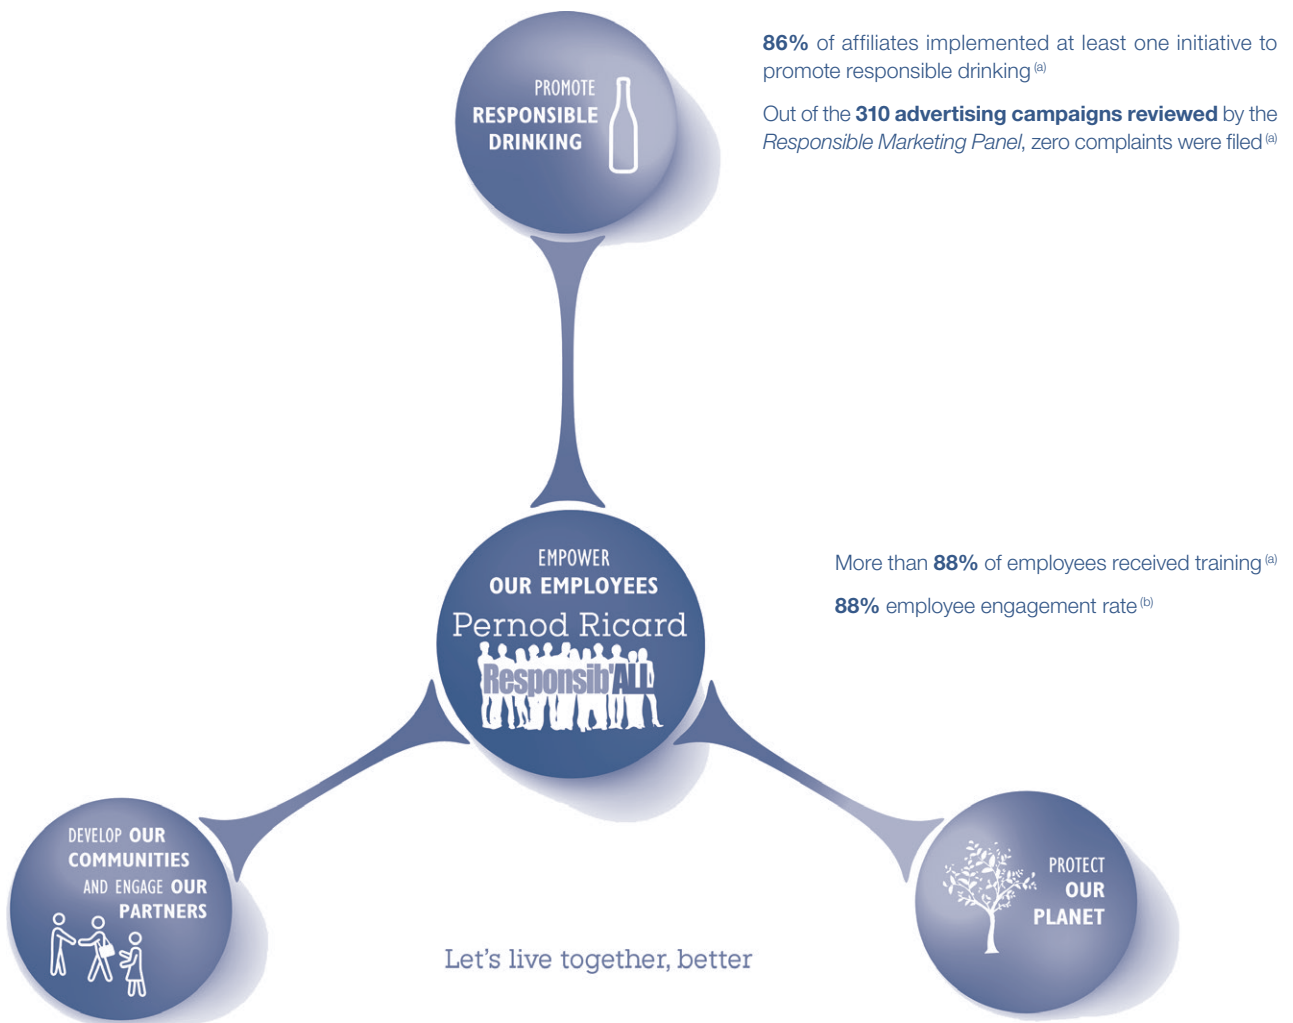 PROMOTE
RESPONSIBLE
DRINKING
86% of affiliates implemented at least one initiative to
promote responsible drinking (a)
Out of the 310 advertising campaigns reviewed by the
Responsible Marketing Panel, zero complaints were filed (a)
EMPOWER
OUR EMPLOYEES
Pernod Ricard
Responsib'ALL
More than 88% of employees received training (a)
88% employee engagement rate (b)
DEVELOP OUR
COMMUNITIES
AND ENGAGE OUR
PARTNERS
PROTECT
OUR
PLANET
Let's live together, better